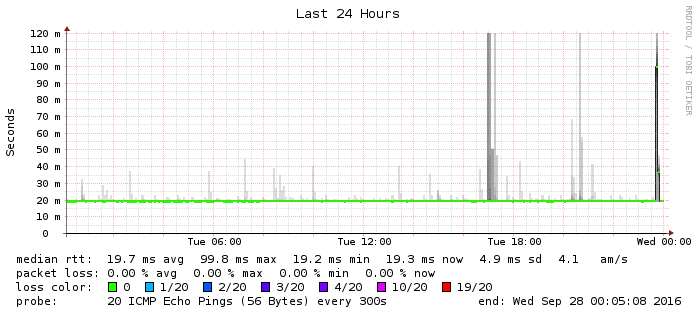 Last 24 Hours
RRDTOOL / TOBI OETIKER
Seconds
120 m
110 m
100 m
90 m
80 m
70 m
60 m
50 m
40 m
30 m
20 m
10 m
0
Tue 06:00 Tue 12:00 Tue 18:00 Wed 00:00
median rtt: 19.7 ms avg 99.8 ms max 19.2 ms min 19.3 ms now 4.9 ms sd 4.1 am/s
packet loss: 0.00 % avg 0.00 % max 0.00 % min 0.00 % now
loss color: 0 1/20 2/20 3/20 4/20 10/20 19/20
probe: 20 ICMP Echo Pings (56 Bytes) every 300s end: Wed Sep 28 00:05:08 2016